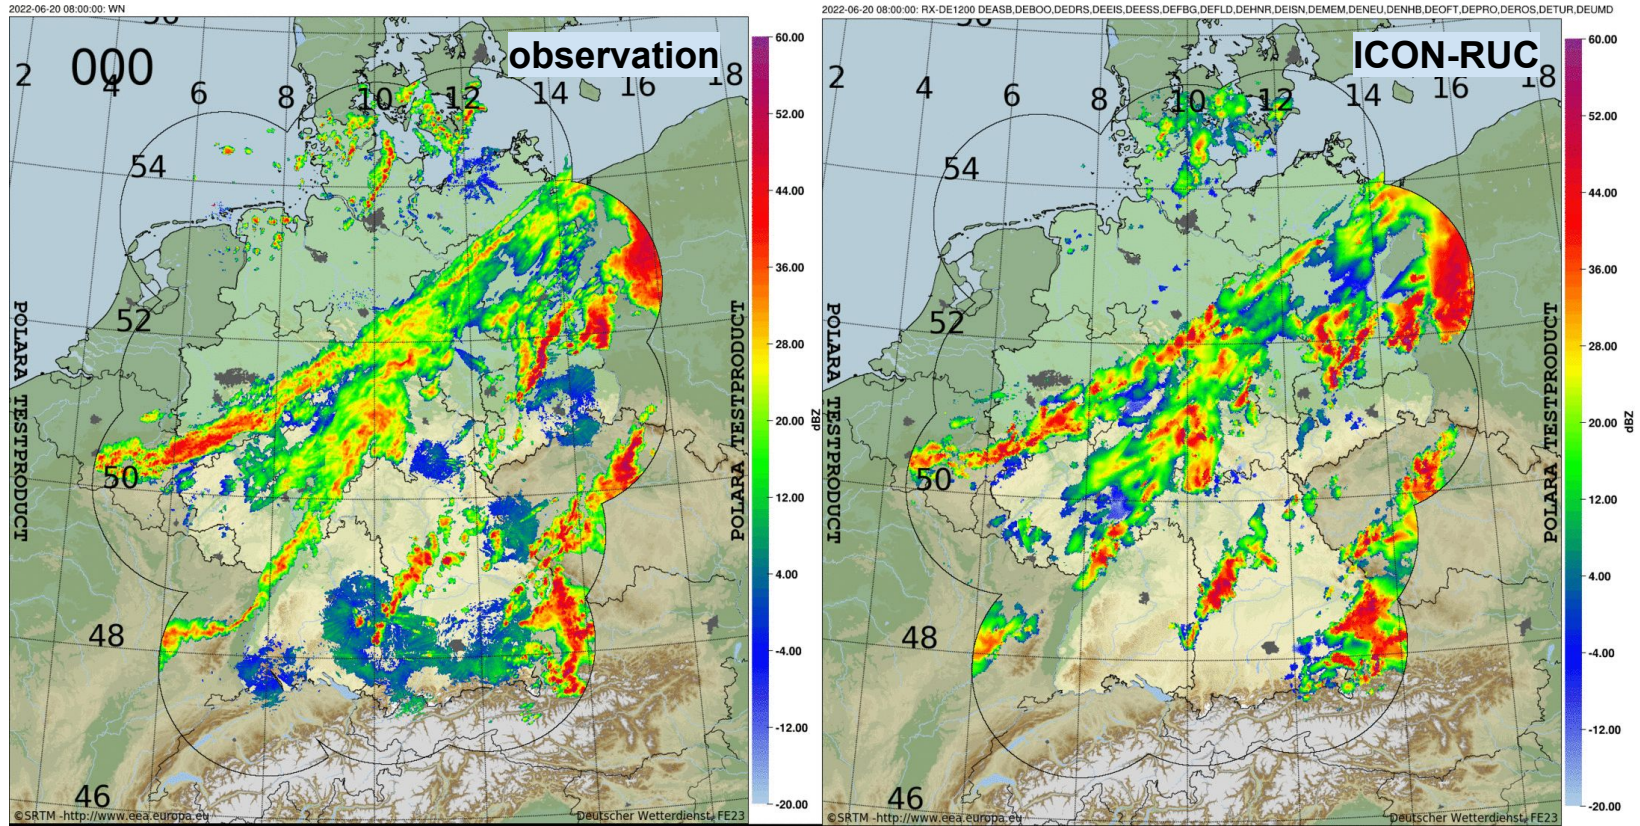 2022-06-20 08:00:00: WN
observation
000
2 4 6 8 10 12 14 16 18
54
52
50
48
46
POLARA TESTPRODUCT
POLARA TESTPRODUCT
©SRTM -http://www.eea.europa.eu
Deutscher Wetterdienst, FE23
60.00
52.00
44.00
36.00
28.00
20.00
12.00
4.00
-4.00
-12.00
-20.00
dBZ
2022-06-20 08:00:00: RX-DE1200 DEASB,DEBOO,DEDRS,DEEIS,DEESS,DEFBG,DEFLD,DEHNR,DEISN,DEMEM,DENEU,DENHB,DEOFT,DEPRO,DEROS,DETUR,DEUMD
ICON-RUC
2 4 6 8 10 12 14 16 18
54
52
50
48
46
POLARA TESTPRODUCT
POLARA TESTPRODUCT
©SRTM -http://www.eea.europa.eu
Deutscher Wetterdienst, FE23
60.00
52.00
44.00
36.00
28.00
20.00
12.00
4.00
-4.00
-12.00
-20.00
dBZ